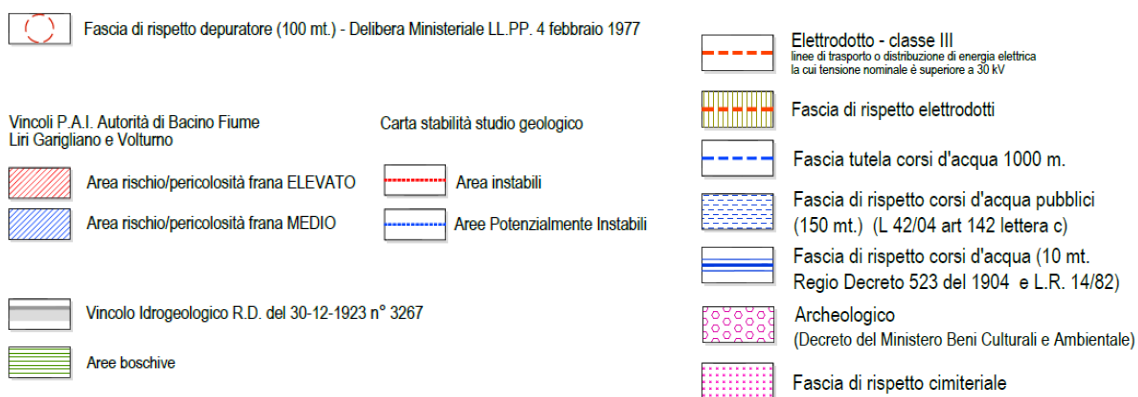 Fascia di rispetto depuratore (100 mt.) - Delibera Ministeriale LL.PP. 4 febbraio 1977
Vincoli P.A.I. Autorità di Bacino Fiume
Liri Garigliano e Volturno
Area rischio/pericolosità frana ELEVATO
Area rischio/pericolosità frana MEDIO
Carta stabilità studio geologico
Area instabili
Aree Potenzialmente Instabili
Vincolo Idrogeologico R.D. del 30-12-1923 n° 3267
Aree boschive
Elettrodotto - classe III
linee di trasporto o distribuzione di energia elettrica
la cui tensione nominale è superiore a 30 kV
Fascia di rispetto elettrodotti
Fascia tutela corsi d'acqua 1000 m.
Fascia di rispetto corsi d'acqua pubblici
(150 mt.) (L 42/04 art 142 lettera c)
Fascia di rispetto corsi d'acqua (10 mt.
Regio Decreto 523 del 1904 e L.R. 14/82)
Archeologico
(Decreto del Ministero Beni Culturali e Ambientale)
Fascia di rispetto cimiteriale